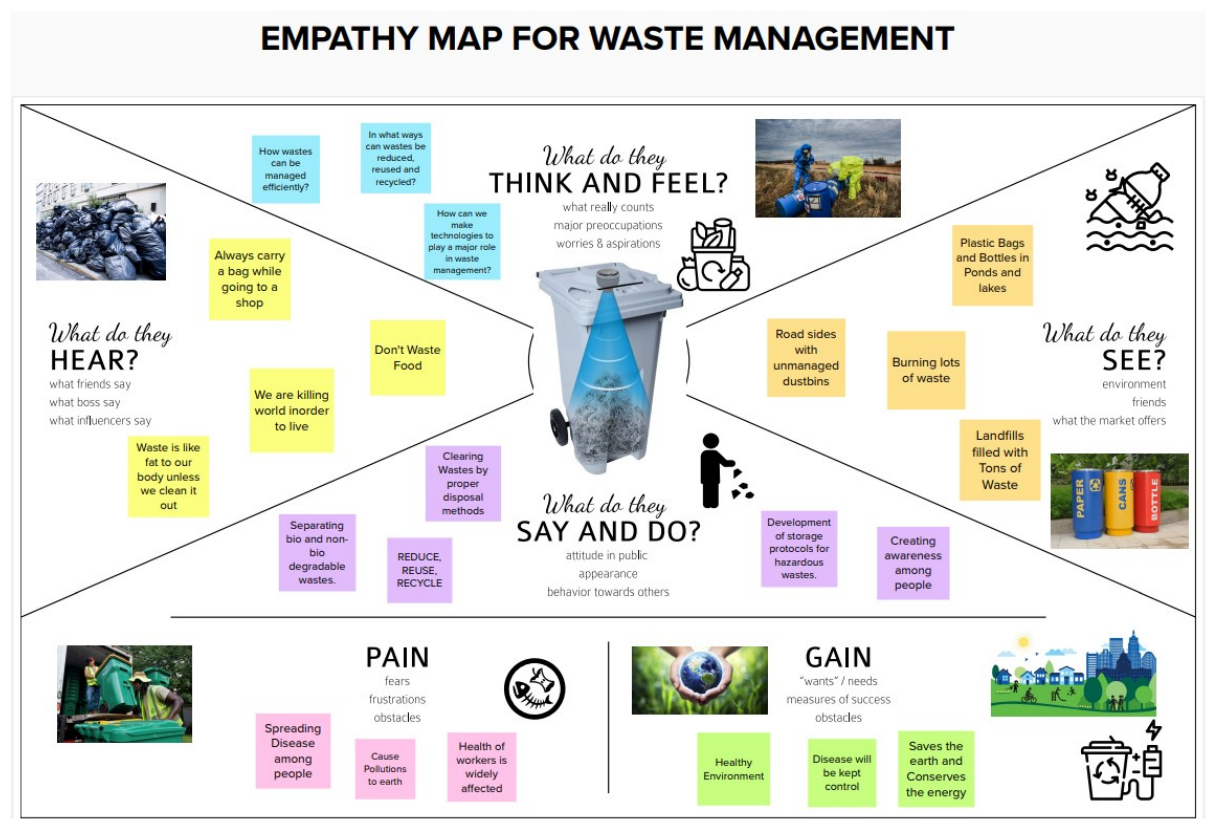 EMPATHY MAP FOR WASTE MANAGEMENT
What do they
THINK AND FEEL?
what really counts
major preoccupations
worries & aspirations
How wastes
can be
managed
efficiently?
In what ways
can wastes be
reduced,
reused and
recycled?
How can we
make
technologies to
play a major role
in waste
management?
What do they
HEAR?
what friends say
what boss say
what influencers say
Always carry
a bag while
going to a
shop
Don't Waste
Food
We are killing
world inorder
to live
Waste is like
fat to our
body unless
we clean it
out
What do they
SEE?
environment
friends
what the market offers
Plastic Bags
and Bottles in
Ponds and
lakes
Road sides
with
unmanaged
dustbins
Burning lots
of waste
Landfills
filled with
Tons of
Waste
PAPER
CANS
BOTTLE
What do they
SAY AND DO?
attitude in public
appearance
behavior towards others
Clearing
Wastes by
proper
disposal
methods
Separating
bio and non-
bio
degradable
wastes.
REDUCE,
REUSE,
RECYCLE
Development
of storage
protocols for
hazardous
wastes.
Creating
awareness
among
people
PAIN
fears
frustrations
obstacles
Spreading
Disease
among
people
Cause
Pollutions
to earth
Health of
workers is
widely
affected
GAIN
"wants" / needs
measures of success
obstacles
Healthy
Environment
Disease will
be kept
control
Saves the
earth and
Conserves
the energy